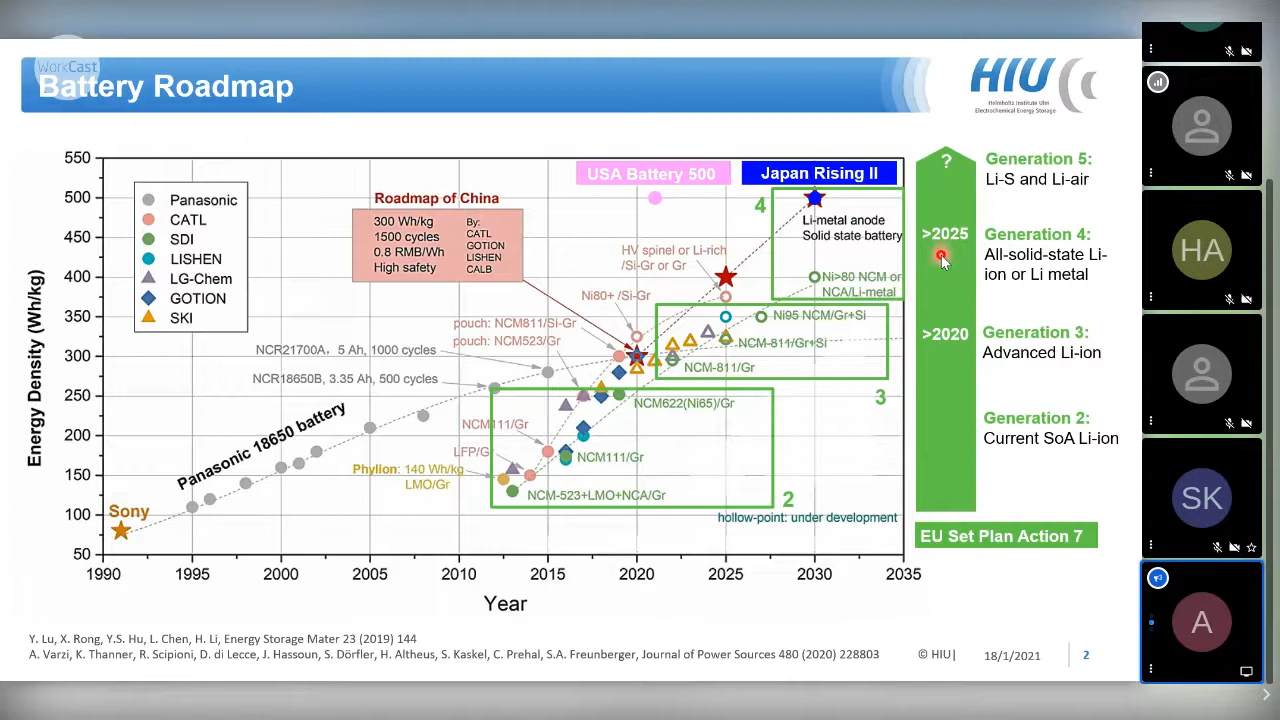 WorkCast
Battery Roadmap
HIU
Helmholtz Institute Ulm
Electrochemical Energy Storage
550
500
450
400
350
300
250
200
150
100
50
Energy Density (Wh/kg)
1990
1995
2000
2005
2010
2015
2020
2025
2030
2035
Year
Panasonic
CATL
SDI
LISHEN
LG-Chem
GOTION
SKI
Roadmap of China
300 Wh/kg
1500 cycles
0.8 RMB/Wh
High safety
By:
CATL
GOTION
LISHEN
CALB
USA Battery 500
Japan Rising II
4
Li-metal anode
Solid state battery
HV spinel or Li-rich
/Si-Gr or Gr
Ni>80 NCM or
NCA/Li-metal
Ni80+ /Si-Gr
Ni95 NCM/Gr+Si
pouch: NCM811/Si-Gr
pouch: NCM523/Gr
NCM-811/Gr+Si
NCR21700A, 5 Ah, 1000 cycles
NCM-811/Gr
NCR18650B, 3.35 Ah, 500 cycles
3
NCM622(Ni65)/Gr
Panasonic 18650 battery
NCM111/Gr
LFP/G
NCM111/Gr
Phylion: 140 Wh/kg
LMO/Gr
NCM-523+LMO+NCA/Gr
2
Sony
hollow-point: under development
?
>2025
>2020
Generation 5:
Li-S and Li-air
Generation 4:
All-solid-state Li-
ion or Li metal
Generation 3:
Advanced Li-ion
Generation 2:
Current SoA Li-ion
EU Set Plan Action 7
Y. Lu, X. Rong, Y.S. Hu, L. Chen, H. Li, Energy Storage Mater 23 (2019) 144
A. Varzi, K. Thanner, R. Scipioni, D. di Lecce, J. Hassoun, S. Dörfler, H. Altheus, S. Kaskel, C. Prehal, S.A. Freunberger, Journal of Power Sources 480 (2020) 228803
© HIU|
18/1/2021
2
HA
SK
A